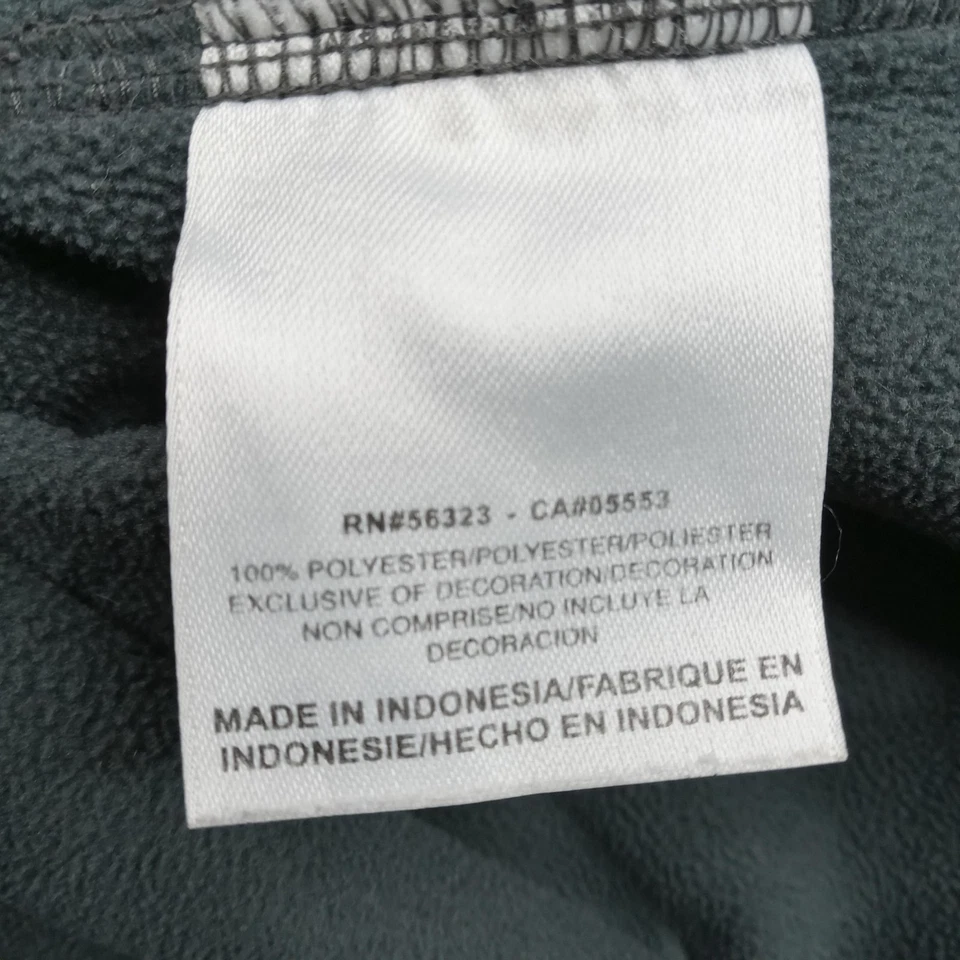 RN#56323 - CA#05553
100% POLYESTER/POLYESTER/POLIESTER
EXCLUSIVE OF DECORATION/DECORATION
NON COMPRISE/NO INCLUYE LA
DECORACION
MADE IN INDONESIA/FABRIQUE EN
INDONESIE/HECHO EN INDONESIA